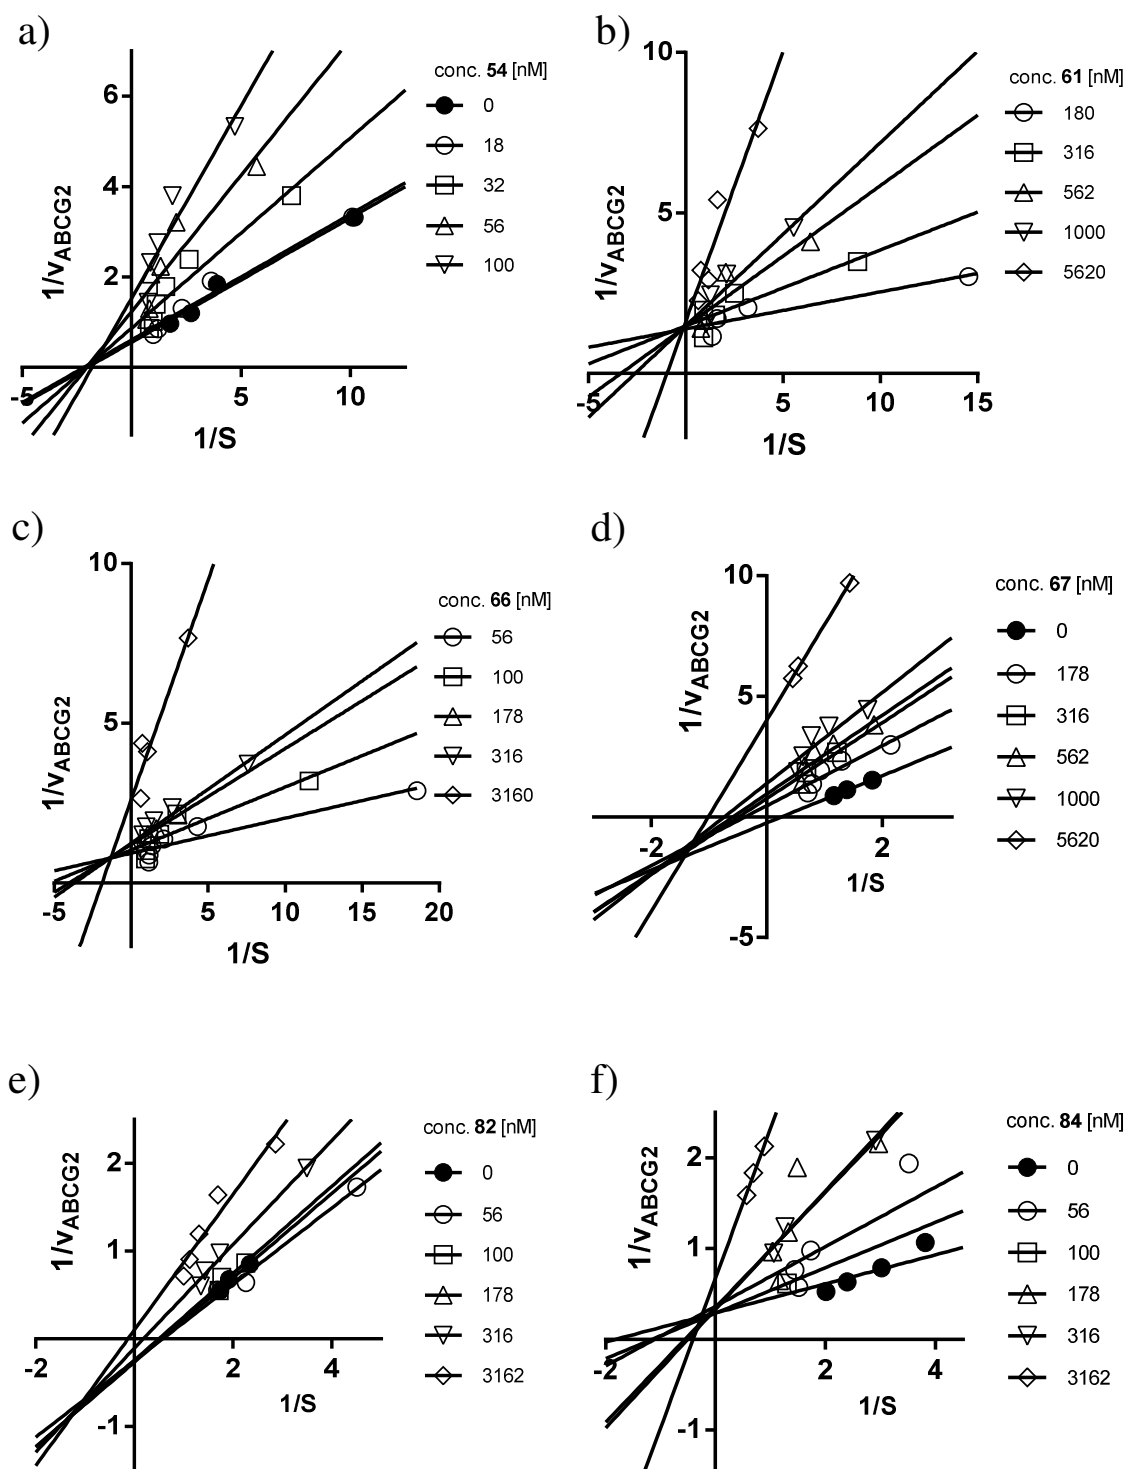 a)
conc. 54 [nM]
0
18
32
56
100
6
4
2
-5
5
10
1/vABCG2
1/S
b)
conc. 61 [nM]
180
316
562
1000
5620
10
5
-5
5
10
15
1/vABCG2
1/S
c)
conc. 66 [nM]
56
100
178
316
3160
10
5
-5
5
10
15
20
1/vABCG2
1/S
d)
conc. 67 [nM]
0
178
316
562
1000
5620
10
5
-2
2
-5
1/vABCG2
1/S
e)
conc. 82 [nM]
0
56
100
178
316
3162
2
1
-2
2
4
-1
1/vABCG2
1/S
f)
conc. 84 [nM]
0
56
100
178
316
3162
2
1
-2
2
4
-1
1/vABCG2
1/S